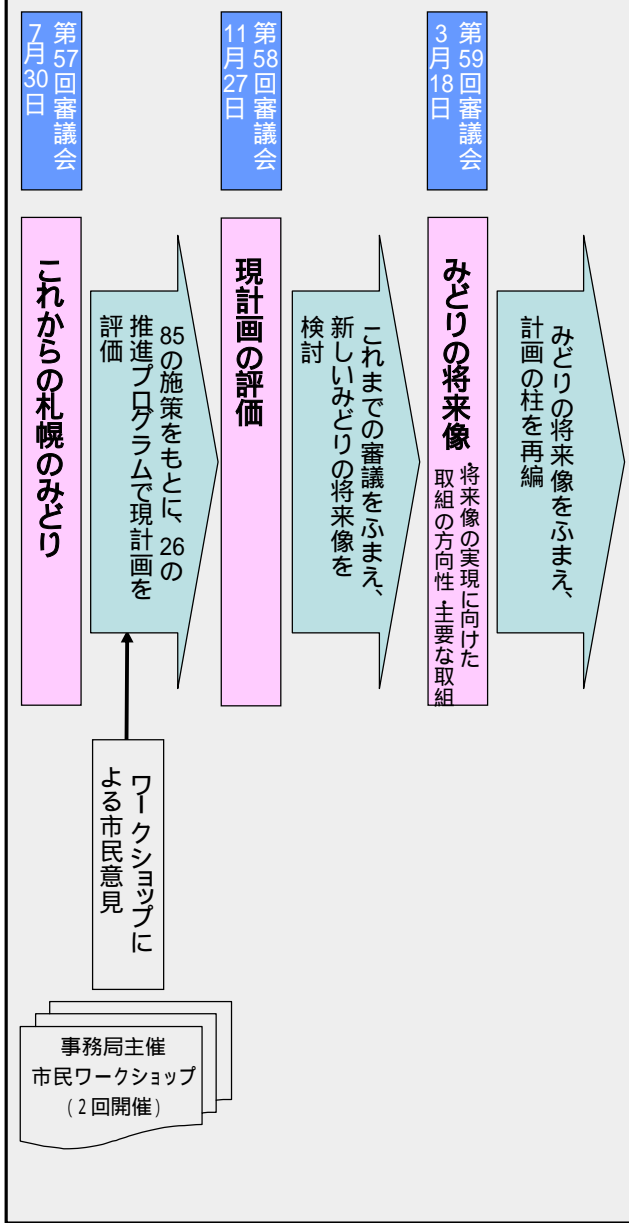 第57回審議会
7月30日
第58回審議会
11月27日
第59回審議会
3月18日
これからの札幌のみどり
85の施策をもとに、26の
推進プログラムで現計画を
評価
現計画の評価
これまでの審議をふまえ、
新しいみどりの将来像を
検討
みどりの将来像
・将来像の実現に向けた
取組の方向性・主要な取組
みどりの将来像をふまえ、
計画の柱を再編
ワークショップに
よる市民意見
事務局主催
市民ワークショップ
(2回開催)